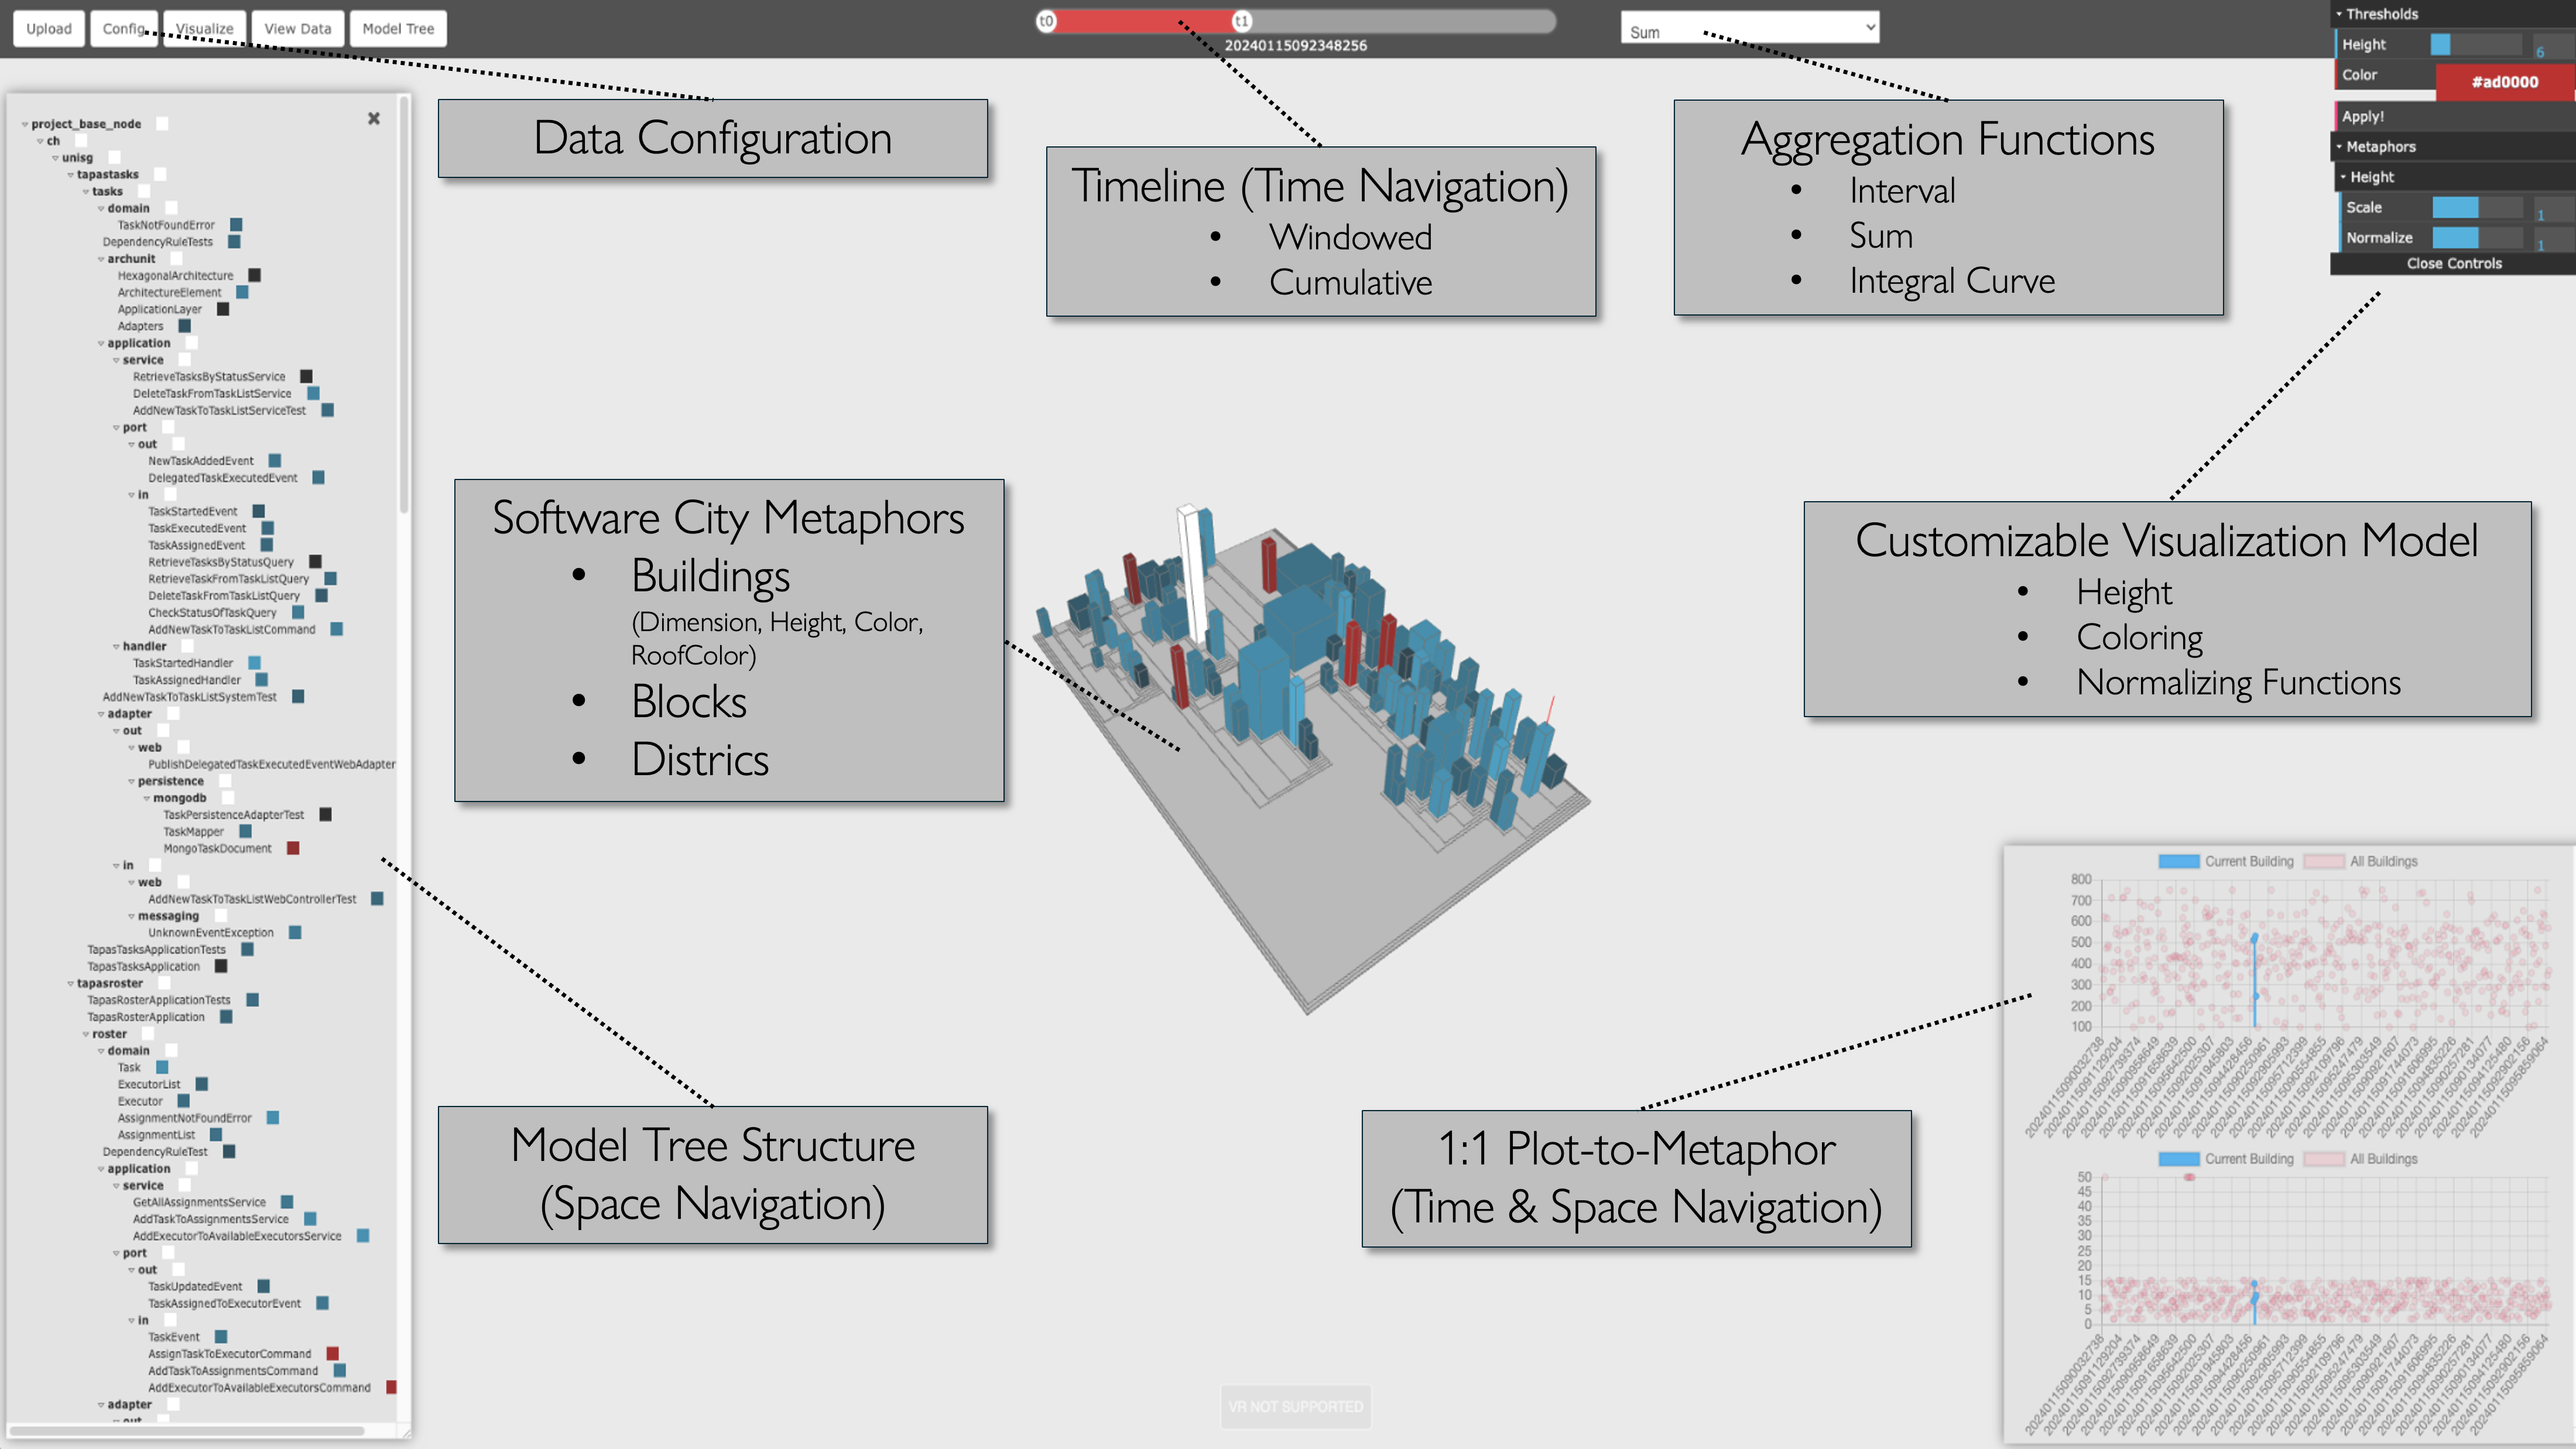 Upload Config Visualize View Data Model Tree
t0 t1
20240115092348256
Sum
Thresholds
Height 6
Color #ad0000
Apply!
Metaphors
Height
Scale 1
Normalize 1
Close Controls
project_base_node
ch
unisg
tapastasks
tasks
domain
TaskNotFoundError
DependencyRuleTests
archunit
HexagonalArchitecture
ArchitectureElement
ApplicationLayer
Adapters
application
service
RetrieveTasksByStatusService
DeleteTaskFromTaskListService
AddNewTaskToTaskListServiceTest
port
out
NewTaskAddedEvent
DelegatedTaskExecutedEvent
in
TaskStartedEvent
TaskExecutedEvent
TaskAssignedEvent
RetrieveTasksByStatusQuery
RetrieveTaskFromTaskListQuery
DeleteTaskFromTaskListQuery
CheckStatusOfTaskQuery
AddNewTaskToTaskListCommand
handler
TaskStartedHandler
TaskAssignedHandler
AddNewTaskToTaskListSystemTest
adapter
out
web
PublishDelegatedTaskExecutedEventWebAdapter
persistence
mongodb
TaskPersistenceAdapterTest
TaskMapper
MongoTaskDocument
in
web
AddNewTaskToTaskListWebControllerTest
messaging
UnknownEventException
TapasTasksApplicationTests
TapasTasksApplication
tapasroster
TapasRosterApplicationTests
TapasRosterApplication
roster
domain
Task
ExecutorList
Executor
AssignmentNotFoundError
AssignmentList
DependencyRuleTest
application
service
GetAllAssignmentsService
AddTaskToAssignmentsService
AddExecutorToAvailableExecutorsService
port
out
TaskUpdatedEvent
TaskAssignedToExecutorEvent
in
TaskEvent
AssignTaskToExecutorCommand
AddTaskToAssignmentsCommand
AddExecutorToAvailableExecutorsCommand
adapter
out
Data Configuration
Timeline (Time Navigation)
• Windowed
• Cumulative
Aggregation Functions
• Interval
• Sum
• Integral Curve
Software City Metaphors
• Buildings
(Dimension, Height, Color,
RoofColor)
• Blocks
• Districs
Customizable Visualization Model
• Height
• Coloring
• Normalizing Functions
Model Tree Structure
(Space Navigation)
1:1 Plot-to-Metaphor
(Time & Space Navigation)
VR NOT SUPPORTED
Current Building All Buildings
800
700
600
500
400
300
200
100
Current Building All Buildings
50
45
40
35
30
25
20
15
10
5
0